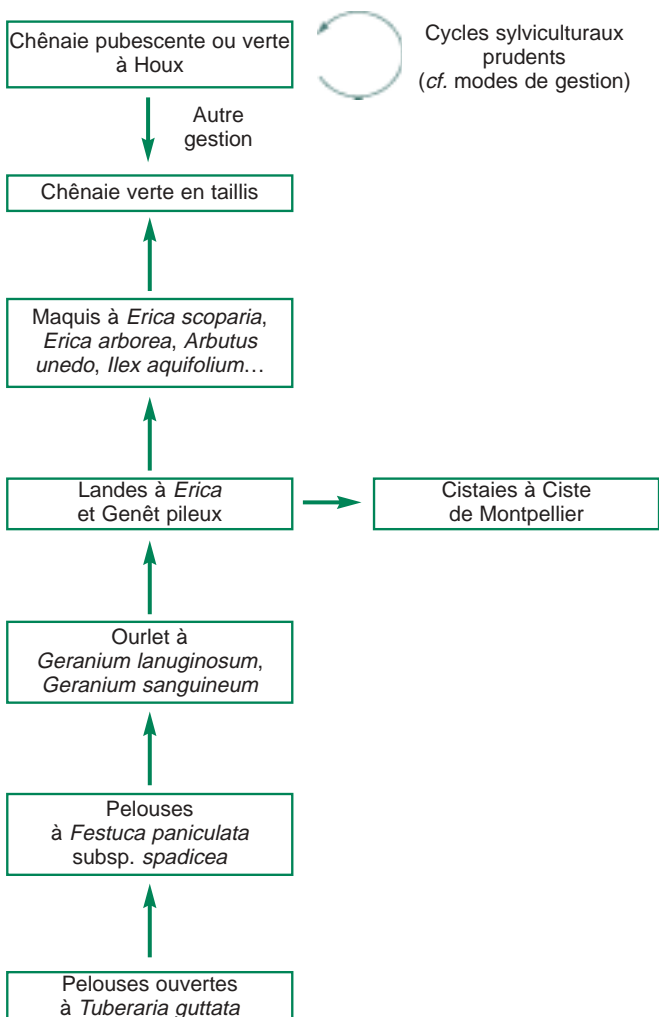 Chênaie pubescente ou verte
à Houx
Cycles sylviculturaux
prudents
(cf. modes de gestion)
Autre
gestion
Chênaie verte en taillis
Maquis à Erica scoparia,
Erica arborea, Arbutus
unedo, Ilex aquifolium…
Landes à Erica
et Genêt pileux
Cistaies à Ciste
de Montpellier
Ourlet à
Geranium lanuginosum,
Geranium sanguineum
Pelouses
à Festuca paniculata
subsp. spadicea
Pelouses ouvertes
à Tuberaria guttata